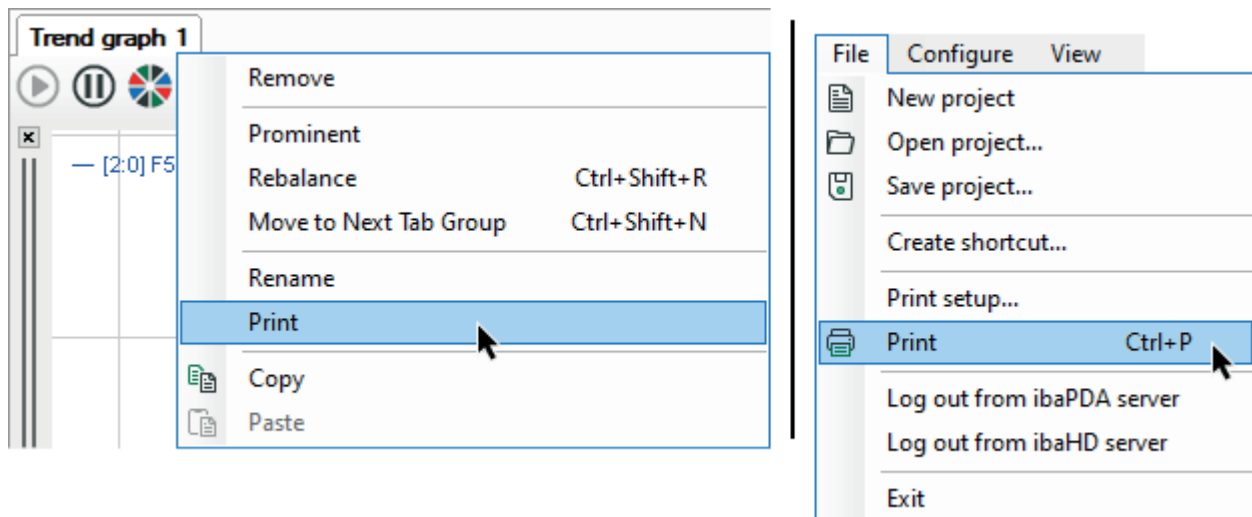 Trend graph 1
Remove
Prominent
Rebalance Ctrl+Shift+R
Move to Next Tab Group Ctrl+Shift+N
Rename
Print
Copy
Paste
— [2:0] F5
File Configure View
New project
Open project...
Save project...
Create shortcut...
Print setup...
Print Ctrl+P
Log out from ibaPDA server
Log out from ibaHD server
Exit